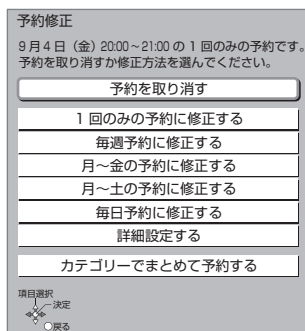 予約修正
9月4日（金）20:00~21:00の1回のみの予約です。
予約を取り消すか修正方法を選んでください。
予約を取り消す
1回のみの予約に修正する
毎週予約に修正する
月～金の予約に修正する
月～土の予約に修正する
毎日予約に修正する
詳細設定する
カテゴリーでまとめて予約する
項目選択
決定
戻る